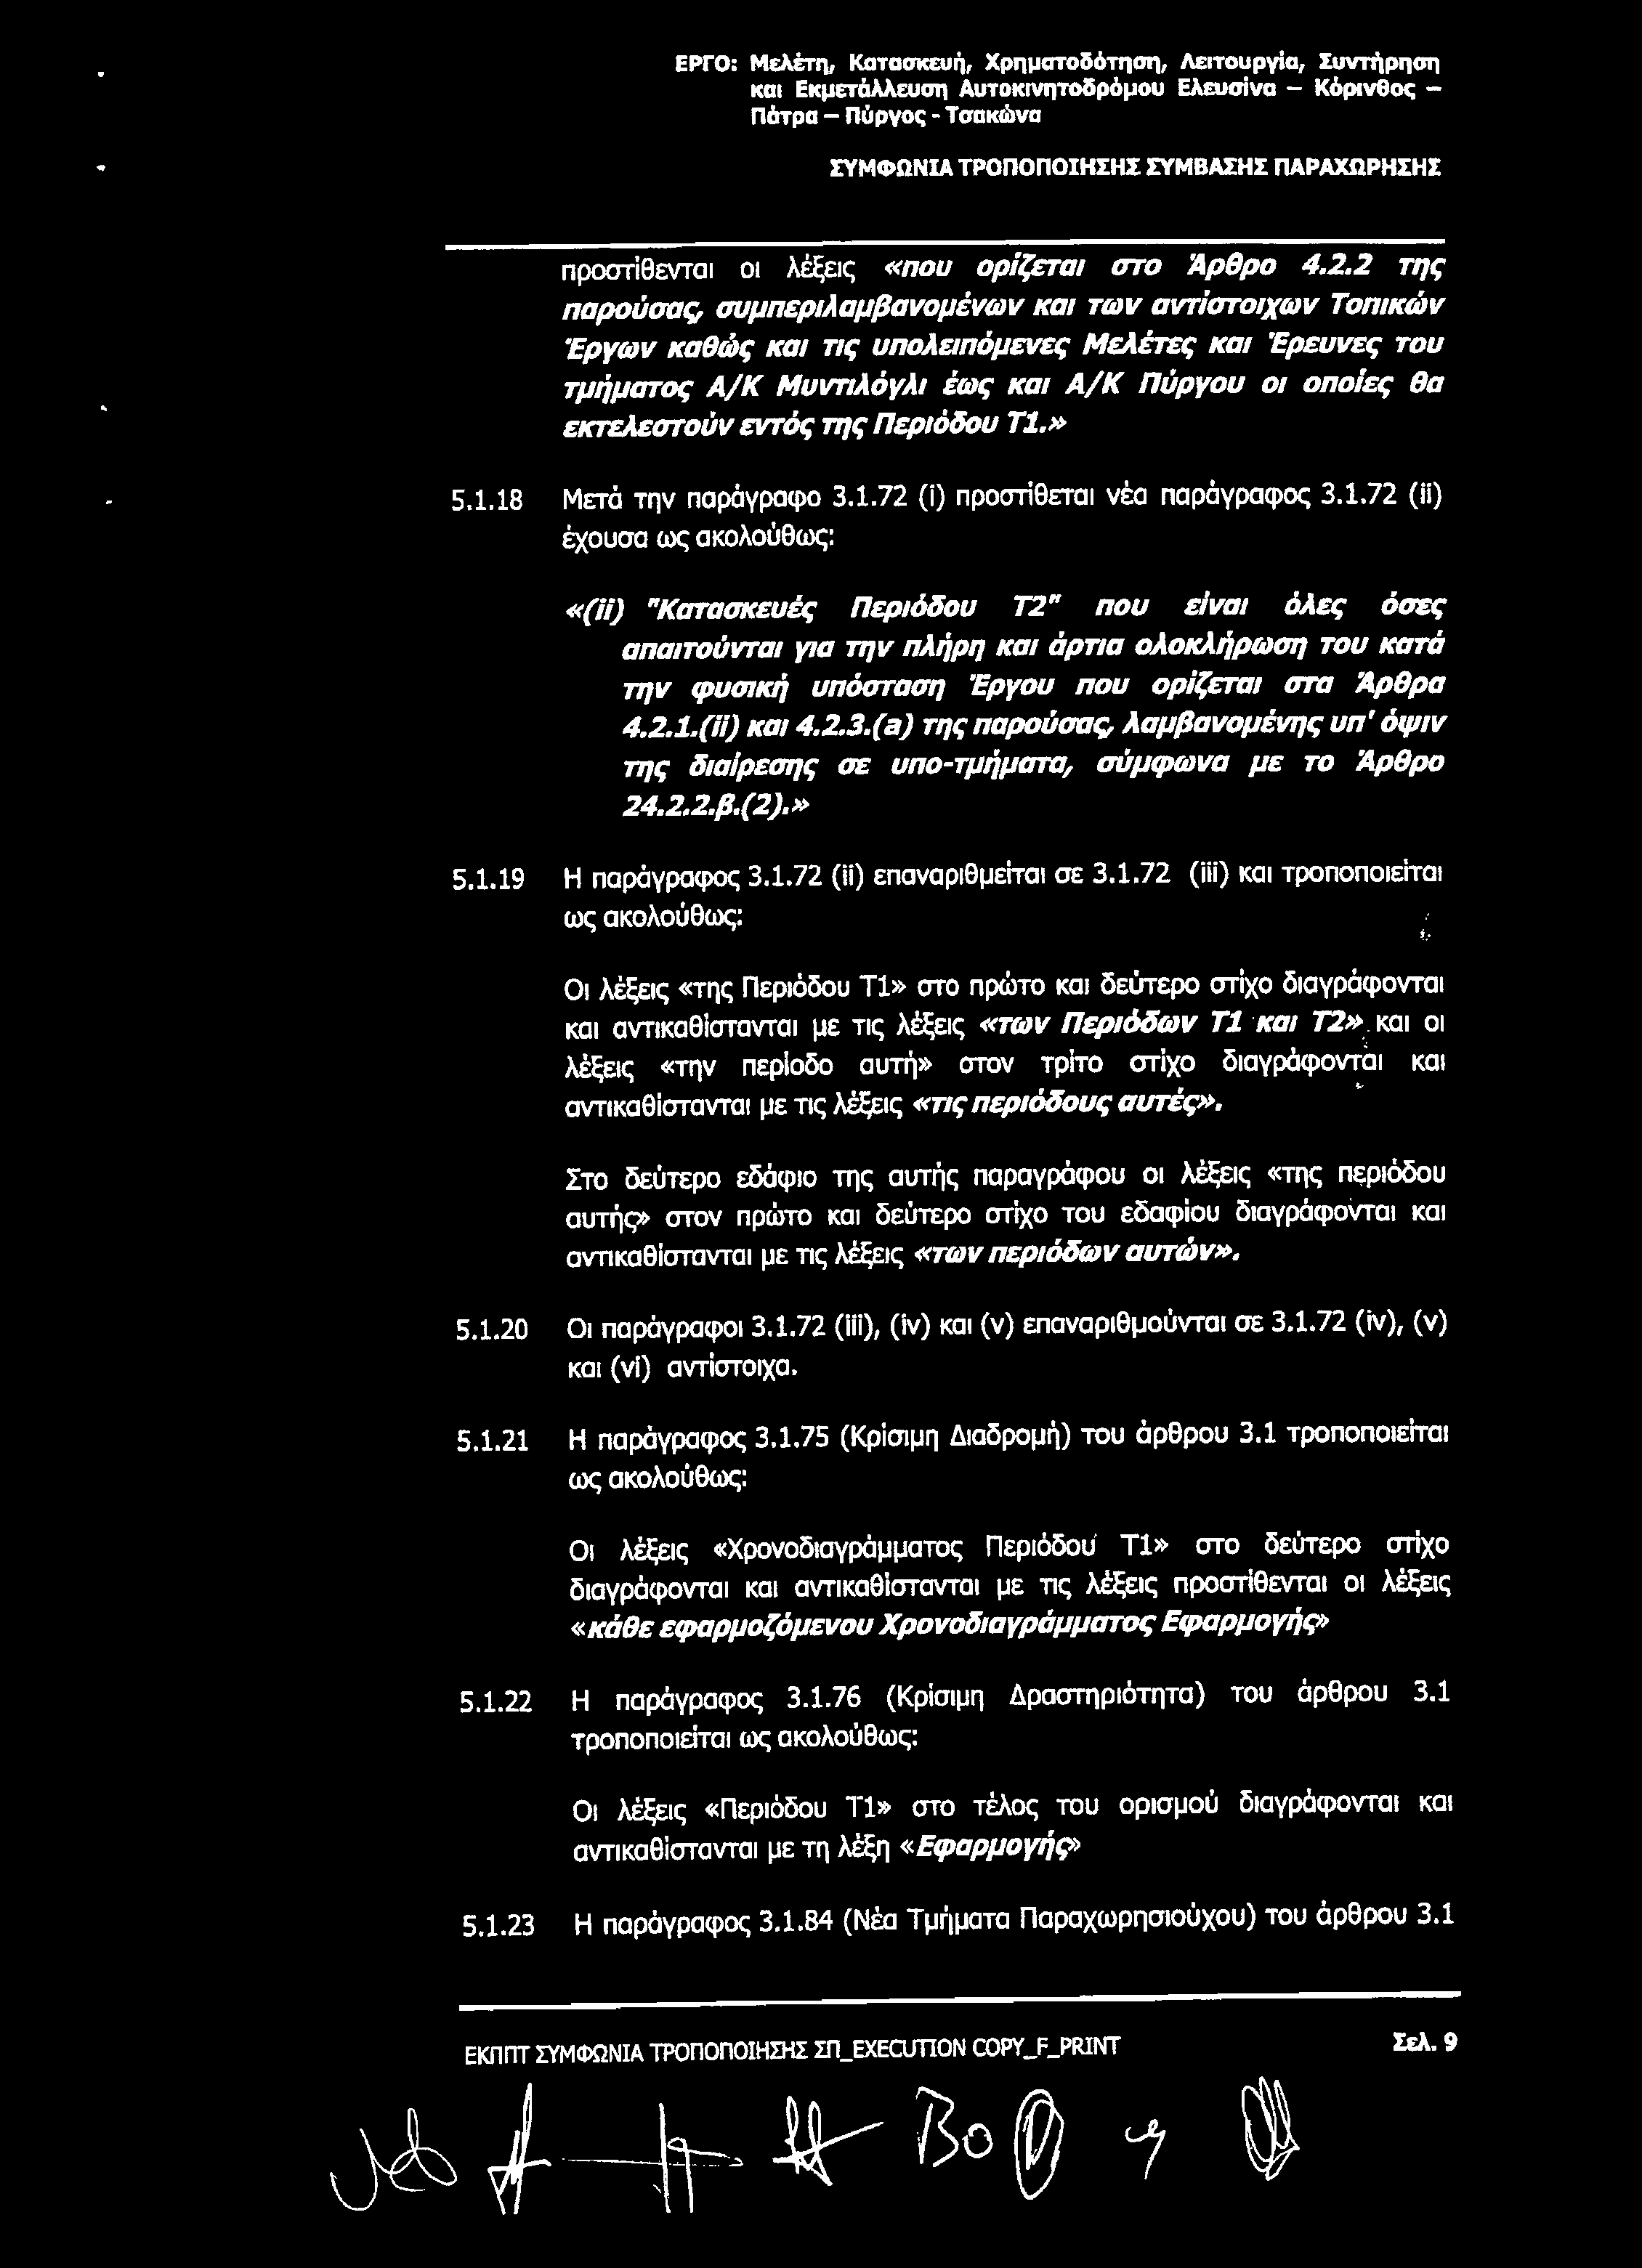 ΕΡΓΟ: Μελέτη, Κατασκευή, Χρηματοδότηση, Λειτουργία, Συντήρηση
και Εκμετάλλευση Αυτοκινητοδρόμου Ελευσίνα – Κόρινθος –
Πάτρα – Πύργος - Τσακώνα
ΣΥΜΦΩΝΙΑ ΤΡΟΠΟΠΟΙΗΣΗΣ ΣΥΜΒΑΣΗΣ ΠΑΡΑΧΩΡΗΣΗΣ
προστίθενται οι λέξεις «που ορίζεται στο Άρθρο 4.2.2 της
παρούσας, συμπεριλαμβανομένων και των αντίστοιχων Τοπικών
Έργων καθώς και τις υπολειπόμενες Μελέτες και Έρευνες του
τμήματος Α/Κ Μυντιλόγλι έως και Α/Κ Πύργου οι οποίες θα
εκτελεστούν εντός της Περιόδου Τ1.»
5.1.18 Μετά την παράγραφο 3.1.72 (i) προστίθεται νέα παράγραφος 3.1.72 (ii)
έχουσα ως ακολούθως:
«(ii) "Κατασκευές Περιόδου Τ2" που είναι όλες όσες
απαιτούνται για την πλήρη και άρτια ολοκλήρωση του κατά
την φυσική υπόσταση Έργου που ορίζεται στα Άρθρα
4.2.1.(ii) και 4.2.3.(a) της παρούσας, λαμβανομένης υπ' όψιν
της διαίρεσης σε υπο-τμήματα, σύμφωνα με το Άρθρο
24.2.2.β.(2).»
5.1.19 Η παράγραφος 3.1.72 (ii) επαναριθμείται σε 3.1.72 (iii) και τροποποιείται
ως ακολούθως:
Οι λέξεις «της Περιόδου Τ1» στο πρώτο και δεύτερο στίχο διαγράφονται
και αντικαθίστανται με τις λέξεις «των Περιόδων Τ1 και Τ2» και οι
λέξεις «την περίοδο αυτή» στον τρίτο στίχο διαγράφονται και
αντικαθίστανται με τις λέξεις «τις περιόδους αυτές».
Στο δεύτερο εδάφιο της αυτής παραγράφου οι λέξεις «της περιόδου
αυτής» στον πρώτο και δεύτερο στίχο του εδαφίου διαγράφονται και
αντικαθίστανται με τις λέξεις «των περιόδων αυτών».
5.1.20 Οι παράγραφοι 3.1.72 (iii), (iv) και (v) επαναριθμούνται σε 3.1.72 (iv), (v)
και (vi) αντίστοιχα.
5.1.21 Η παράγραφος 3.1.75 (Κρίσιμη Διαδρομή) του άρθρου 3.1 τροποποιείται
ως ακολούθως:
Οι λέξεις «Χρονοδιαγράμματος Περιόδου Τ1» στο δεύτερο στίχο
διαγράφονται και αντικαθίστανται με τις λέξεις προστίθενται οι λέξεις
«κάθε εφαρμοζόμενου Χρονοδιαγράμματος Εφαρμογής»
5.1.22 Η παράγραφος 3.1.76 (Κρίσιμη Δραστηριότητα) του άρθρου 3.1
τροποποιείται ως ακολούθως:
Οι λέξεις «Περιόδου Τ1» στο τέλος του ορισμού διαγράφονται και
αντικαθίστανται με τη λέξη «Εφαρμογής»
5.1.23 Η παράγραφος 3.1.84 (Νέα Τμήματα Παραχωρησιούχου) του άρθρου 3.1
ΕΚΠΠΤ ΣΥΜΦΩΝΙΑ ΤΡΟΠΟΠΟΙΗΣΗΣ ΣΠ_EXECUTION COPY_F_PRINT Σελ. 9